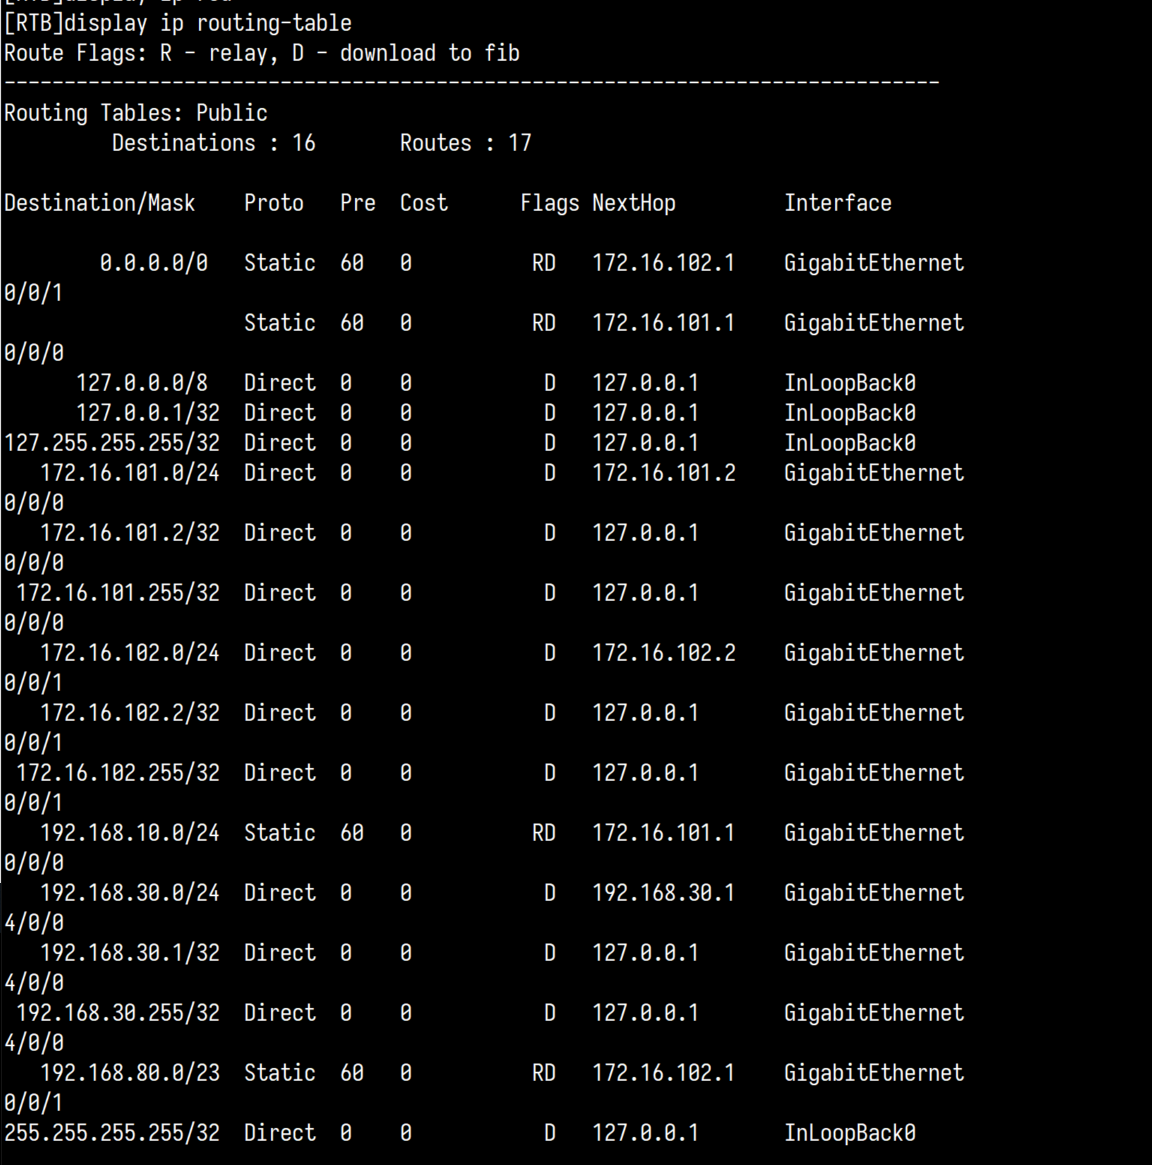 [RTB]display ip rou
[RTB]display ip routing-table
Route Flags: R - relay, D - download to fib
------------------------------------------------------------------------------
Routing Tables: Public
         Destinations : 16       Routes : 17

Destination/Mask    Proto   Pre  Cost      Flags NextHop         Interface

        0.0.0.0/0   Static  60   0          RD   172.16.102.1    GigabitEthernet
0/0/1
                    Static  60   0          RD   172.16.101.1    GigabitEthernet
0/0/0
      127.0.0.0/8   Direct  0    0           D   127.0.0.1       InLoopBack0
      127.0.0.1/32  Direct  0    0           D   127.0.0.1       InLoopBack0
127.255.255.255/32  Direct  0    0           D   127.0.0.1       InLoopBack0
   172.16.101.0/24  Direct  0    0           D   172.16.101.2    GigabitEthernet
0/0/0
   172.16.101.2/32  Direct  0    0           D   127.0.0.1       GigabitEthernet
0/0/0
 172.16.101.255/32  Direct  0    0           D   127.0.0.1       GigabitEthernet
0/0/0
   172.16.102.0/24  Direct  0    0           D   172.16.102.2    GigabitEthernet
0/0/1
   172.16.102.2/32  Direct  0    0           D   127.0.0.1       GigabitEthernet
0/0/1
 172.16.102.255/32  Direct  0    0           D   127.0.0.1       GigabitEthernet
0/0/1
   192.168.10.0/24  Static  60   0          RD   172.16.101.1    GigabitEthernet
0/0/0
   192.168.30.0/24  Direct  0    0           D   192.168.30.1    GigabitEthernet
4/0/0
   192.168.30.1/32  Direct  0    0           D   127.0.0.1       GigabitEthernet
4/0/0
 192.168.30.255/32  Direct  0    0           D   127.0.0.1       GigabitEthernet
4/0/0
   192.168.80.0/23  Static  60   0          RD   172.16.102.1    GigabitEthernet
0/0/1
255.255.255.255/32  Direct  0    0           D   127.0.0.1       InLoopBack0